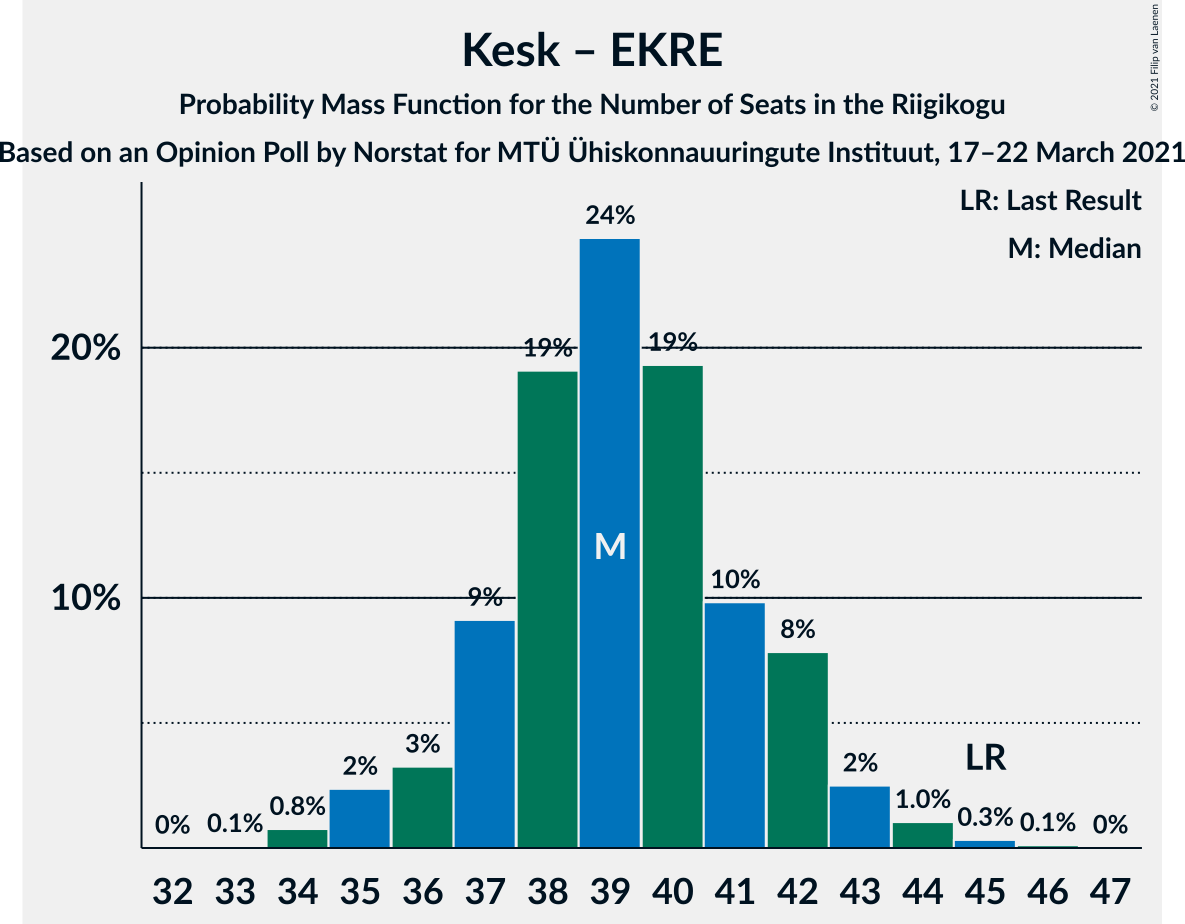 Kesk – EKRE
Probability Mass Function for the Number of Seats in the Riigikogu
Based on an Opinion Poll by Norstat for MTÜ Ühiskonnauuringute Instituut, 17–22 March 2021
© 2021 Filip van Laenen
LR: Last Result
M: Median
24%
20%
19%
19%
M
10%
10%
9%
8%
LR
3%
2%
2%
0.8%
1.0%
0%
0.1%
0.3%
0.1%
0%
32 33 34 35 36 37 38 39 40 41 42 43 44 45 46 47